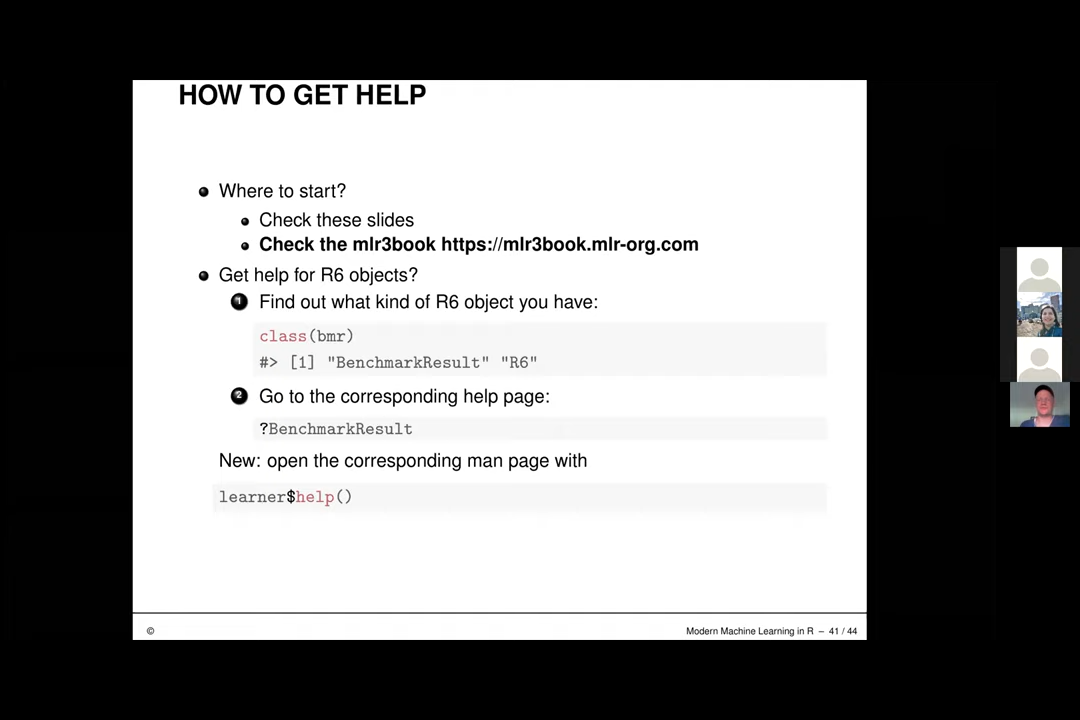 HOW TO GET HELP
Where to start?
Check these slides
Check the mlr3book https://mlr3book.mlr-org.com
Get help for R6 objects?
1 Find out what kind of R6 object you have:
class(bmr)
#> [1] "BenchmarkResult" "R6"
2 Go to the corresponding help page:
?BenchmarkResult
New: open the corresponding man page with
learner$help()
© Modern Machine Learning in R – 41 / 44